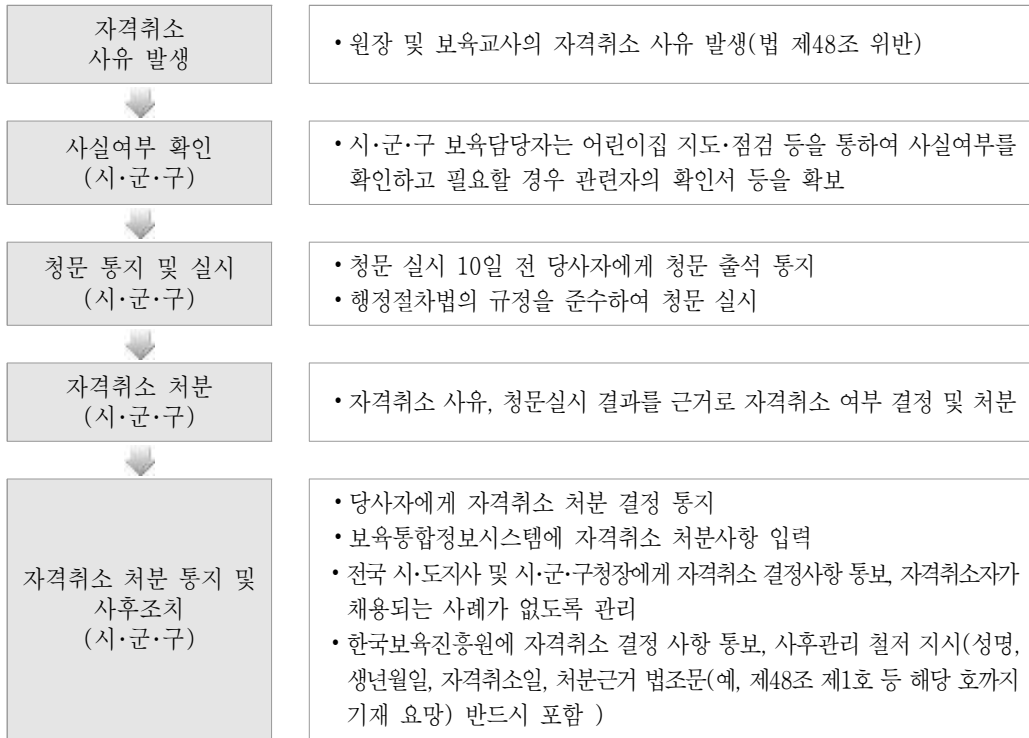 자격취소
사유 발생
• 원장 및 보육교사의 자격취소 사유 발생(법 제48조 위반)
사실여부 확인
(시·군·구)
• 시·군·구 보육담당자는 어린이집 지도·점검 등을 통하여 사실여부를
확인하고 필요할 경우 관련자의 확인서 등을 확보
청문 통지 및 실시
(시·군·구)
• 청문 실시 10일 전 당사자에게 청문 출석 통지
• 행정절차법의 규정을 준수하여 청문 실시
자격취소 처분
(시·군·구)
• 자격취소 사유, 청문실시 결과를 근거로 자격취소 여부 결정 및 처분
자격취소 처분 통지 및
사후조치
(시·군·구)
• 당사자에게 자격취소 처분 결정 통지
• 보육통합정보시스템에 자격취소 처분사항 입력
• 전국 시·도지사 및 시·군·구청장에게 자격취소 결정사항 통보, 자격취소자가
채용되는 사례가 없도록 관리
• 한국보육진흥원에 자격취소 결정 사항 통보, 사후관리 철저 지시(성명,
생년월일, 자격취소일, 처분근거 법조문(예, 제48조 제1호 등 해당 호까지
기재 요망) 반드시 포함 )